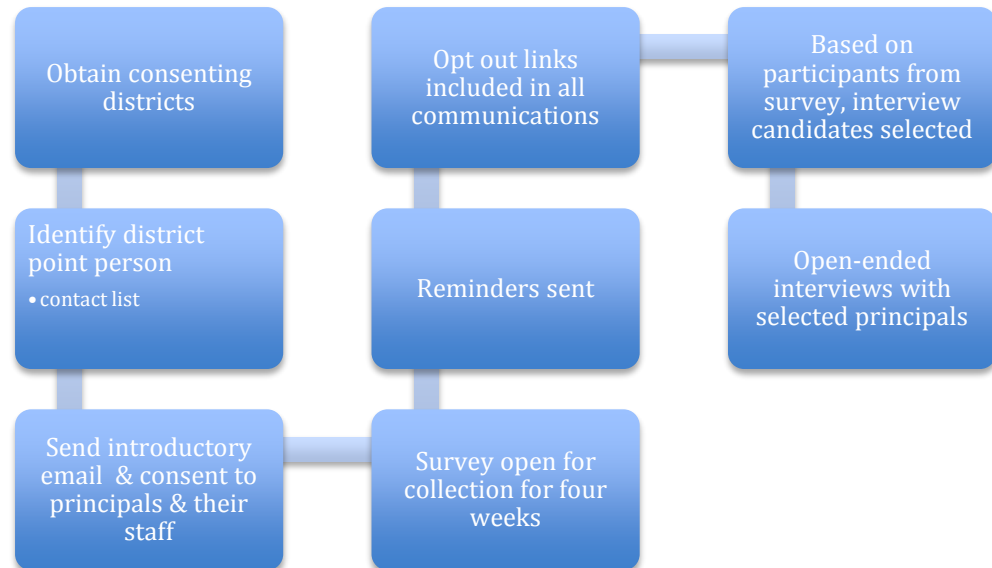 Obtain consenting
districts
Identify district
point person
• contact list
Send introductory
email & consent to
principals & their
staff
Survey open for
collection for four
weeks
Reminders sent
Opt out links
included in all
communications
Based on
participants from
survey, interview
candidates selected
Open-ended
interviews with
selected principals